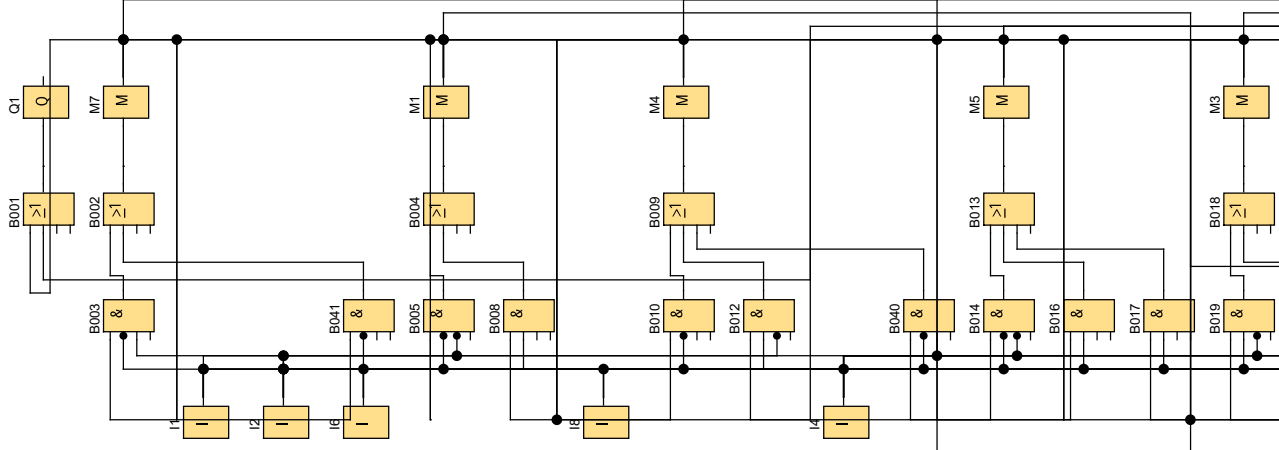 Q1
Q
M7
M
M1
M
M4
M
M5
M
M3
M
B001
≥1
B002
≥1
B004
≥1
B009
≥1
B013
≥1
B018
≥1
B003
&
B041
&
B005
&
B008
&
B010
&
B012
&
B040
&
B014
&
B016
&
B017
&
B019
&
I1
I
I2
I
I6
I
I8
I
I4
I